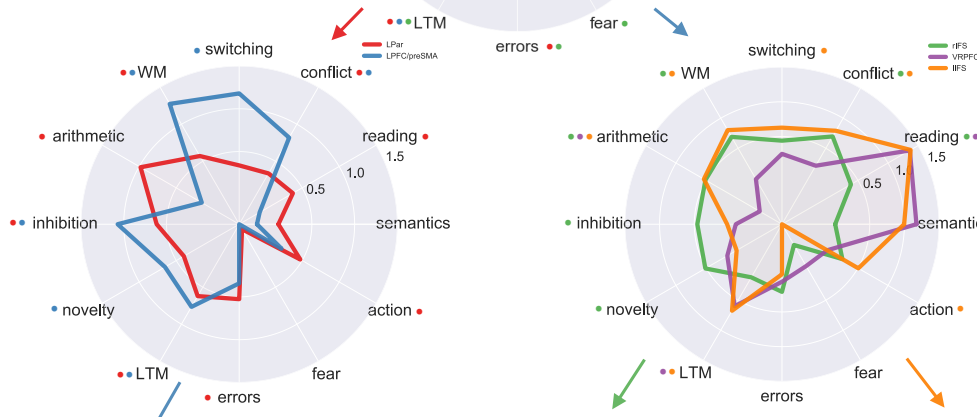 LTM
fear
errors
LPar
LPFC/preSMA
switching
WM
conflict
arithmetic
reading
1.5
1.0
0.5
inhibition
semantics
novelty
action
LTM
fear
errors
rIFS
VRPFC
lIFS
switching
WM
conflict
arithmetic
reading
1.5
1.0
0.5
inhibition
semantics
novelty
action
LTM
fear
errors